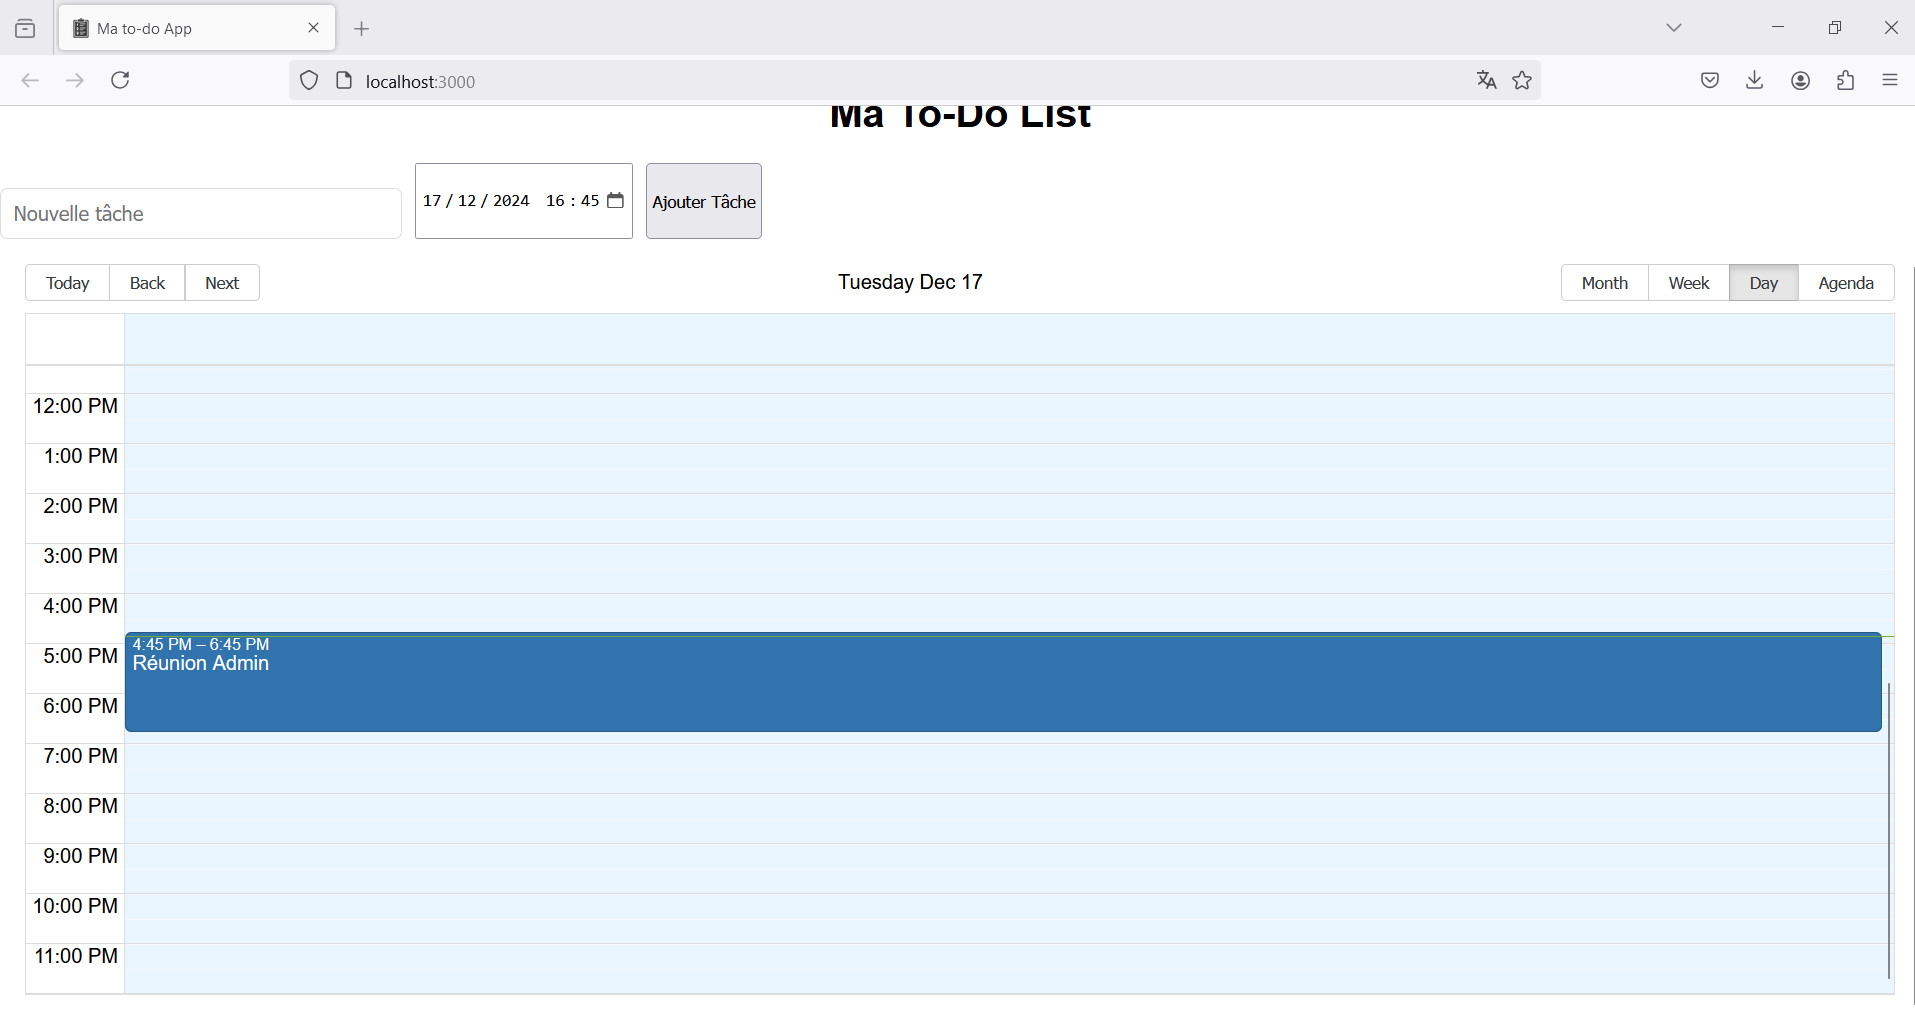 Ma to-do App
localhost:3000
Ma To-Do List
Nouvelle tâche
17/12/2024 16:45
Ajouter Tâche
Today Back Next
Tuesday Dec 17
Month Week Day Agenda
12:00 PM
1:00 PM
2:00 PM
3:00 PM
4:00 PM
4:45 PM – 6:45 PM
Réunion Admin
5:00 PM
6:00 PM
7:00 PM
8:00 PM
9:00 PM
10:00 PM
11:00 PM